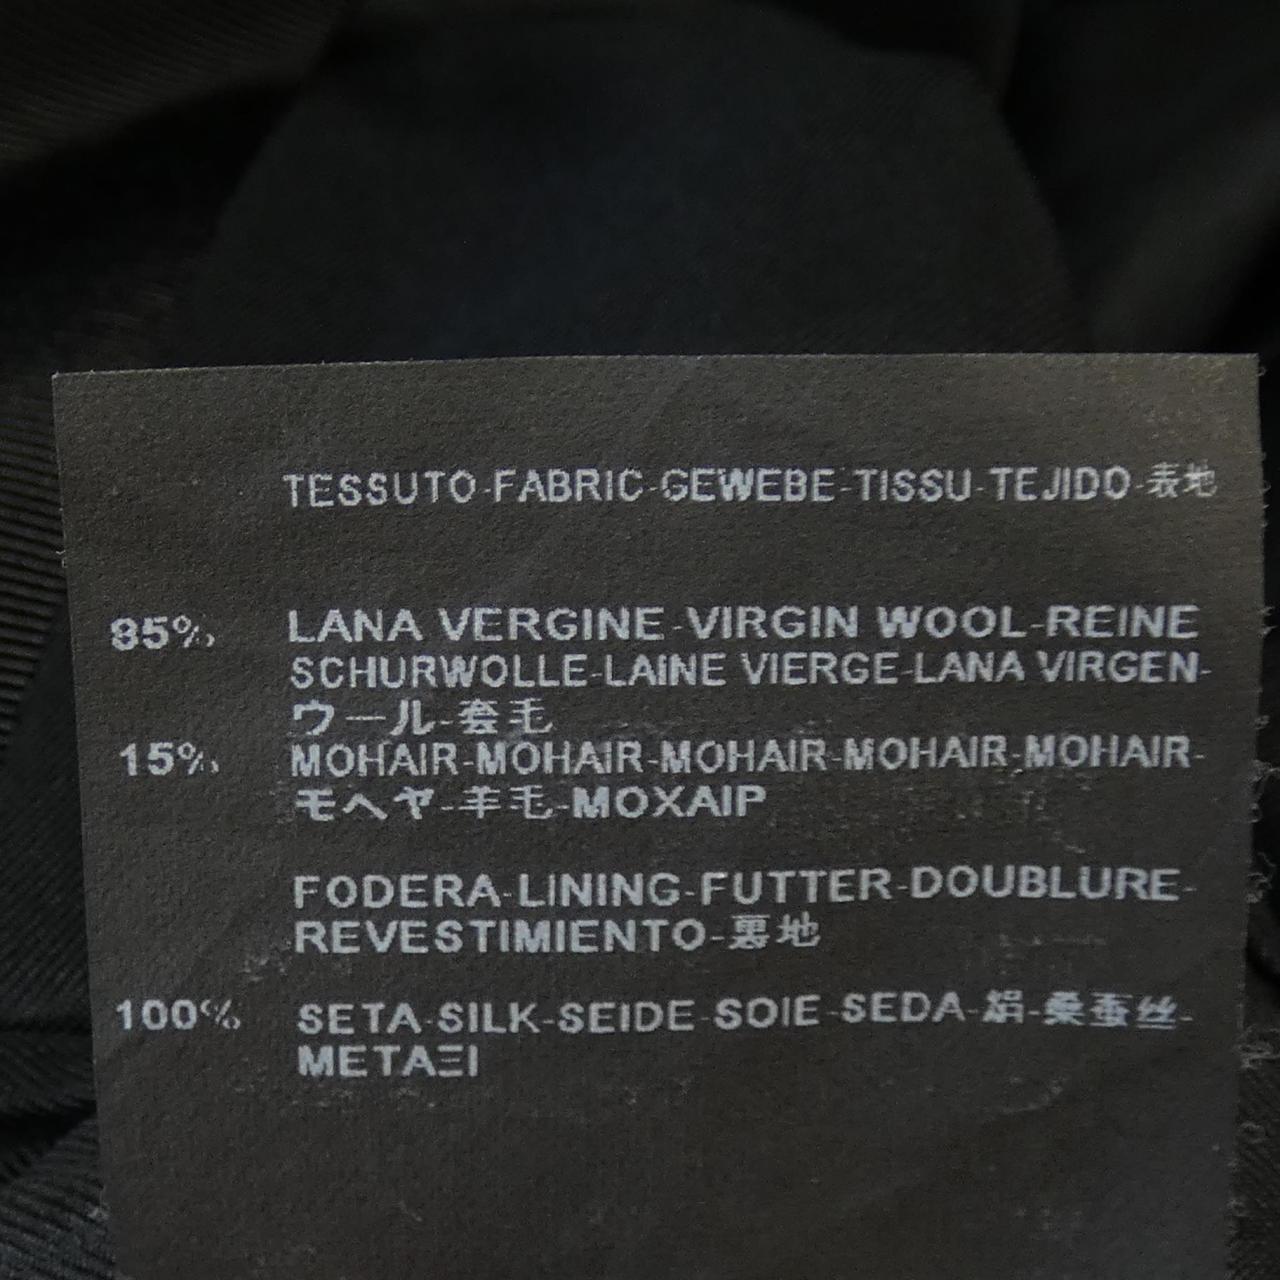 TESSUTO-FABRIC-GEWEBE-TISSU-TEJIDO-表地
85% LANA VERGINE-VIRGIN WOOL-REINE
SCHURWOLLE-LAINE VIERGE-LANA VIRGEN-
ウール-套毛
15% MOHAIR-MOHAIR-MOHAIR-MOHAIR-MOHAIR-
モヘヤ-羊毛-MOXAIP
FODERA-LINING-FUTTER-DOUBLURE-
REVESTIMIENTO-裏地
100% SETA-SILK-SEIDE-SOIE-SEDA-絹-桑蚕丝-
METAΞI